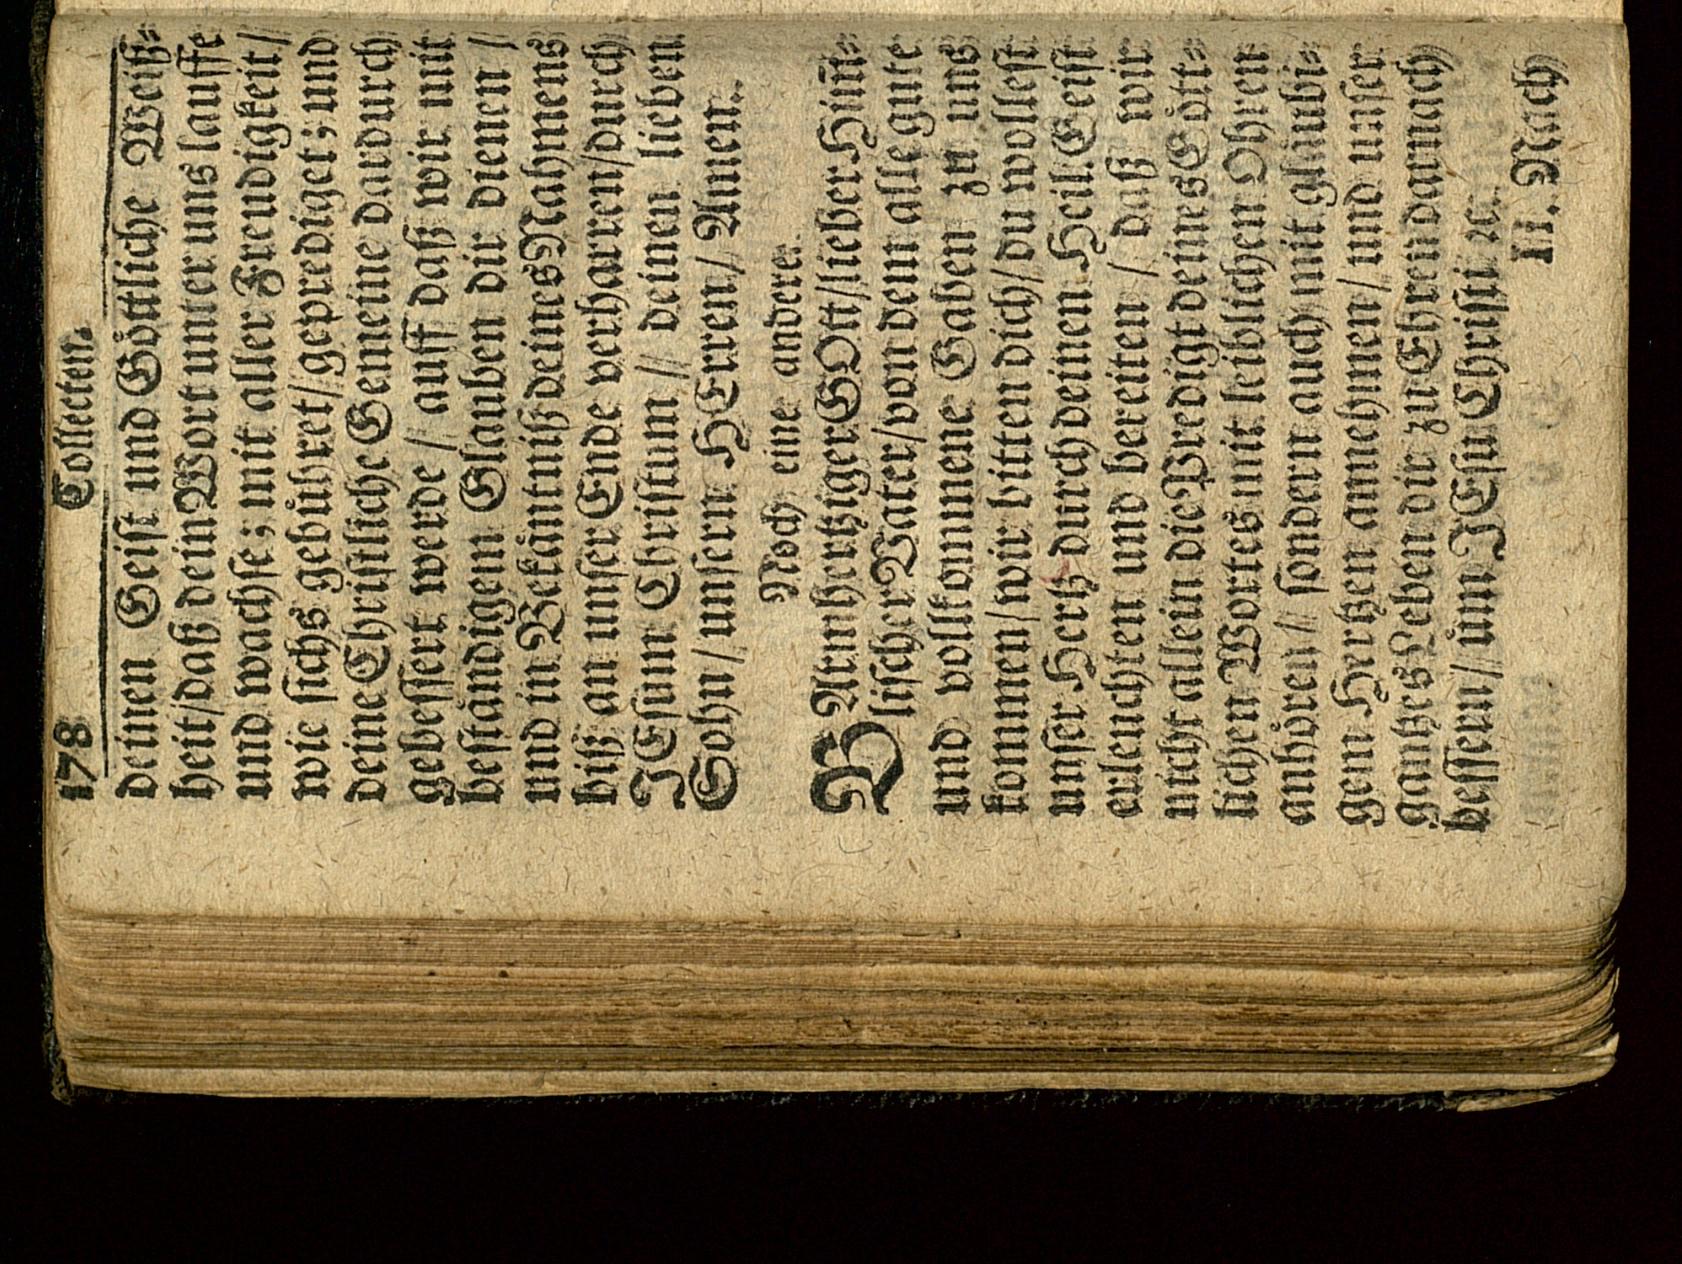 178 Collecten.
deinen Geist und Göttliche Weiß-
heit/daß dein Wort unter uns lauffe
und wachse; mit aller Freudigkeit/
wie sichs gebühret/geprediget; und
deine Christliche Gemeine dardurch
gebessert werde / auff daß wir mit
beständigem Glauben dir dienen /
und in Bekäntniß deines Nahmens
biß an unser Ende verharren/durch
JEsum Christum // deinen lieben
Sohn / unsern HErren / Amen.
Noch eine andere.
BArmhertziger GOtt/lieber Him̃-
lischer Vater/von dem alle gute
und vollkommene Gaben zu uns
kommen/wir bitten dich/du wollest
unser Hertz durch deinen Heil. Geist
erleuchten und bereiten / daß wir
nicht allein die Predigt deines Gött-
lichen Wortes mit leiblichen Ohren
anhören // sondern auch mit gläubi-
gem Hertzen annehmen / und unser
gantzes Leben dir zu Ehren darnach
bessern/ üm JEsu Christi ꝛc.
II. Nach